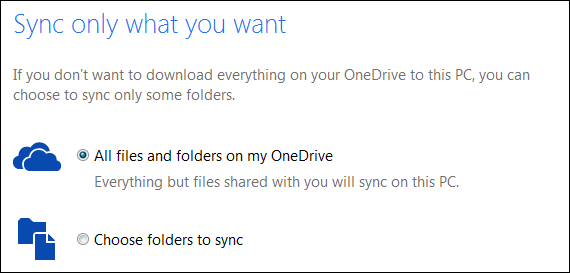 Sync only what you want
If you don't want to download everything on your OneDrive to this PC, you can
choose to sync only some folders.
All files and folders on my OneDrive
Everything but files shared with you will sync on this PC.
Choose folders to sync